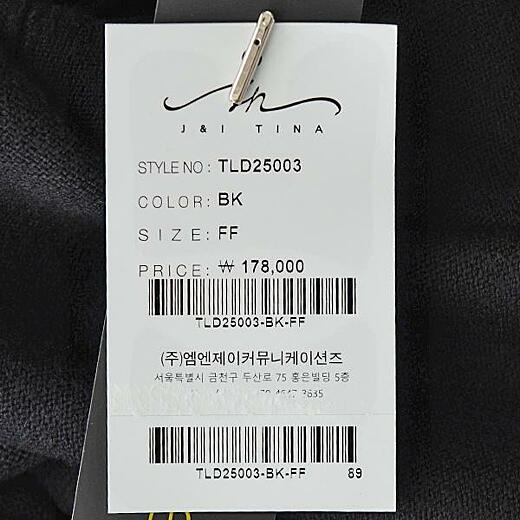 J & I TINA
STYLE NO : TLD25003
COLOR: BK
SIZE: FF
PRICE: ₩ 178,000
TLD25003-BK-FF
(주)엠엔제이커뮤니케이션즈
서울특별시 금천구 두산로 75 홍은빌딩 5층
TLD25003-BK-FF 89